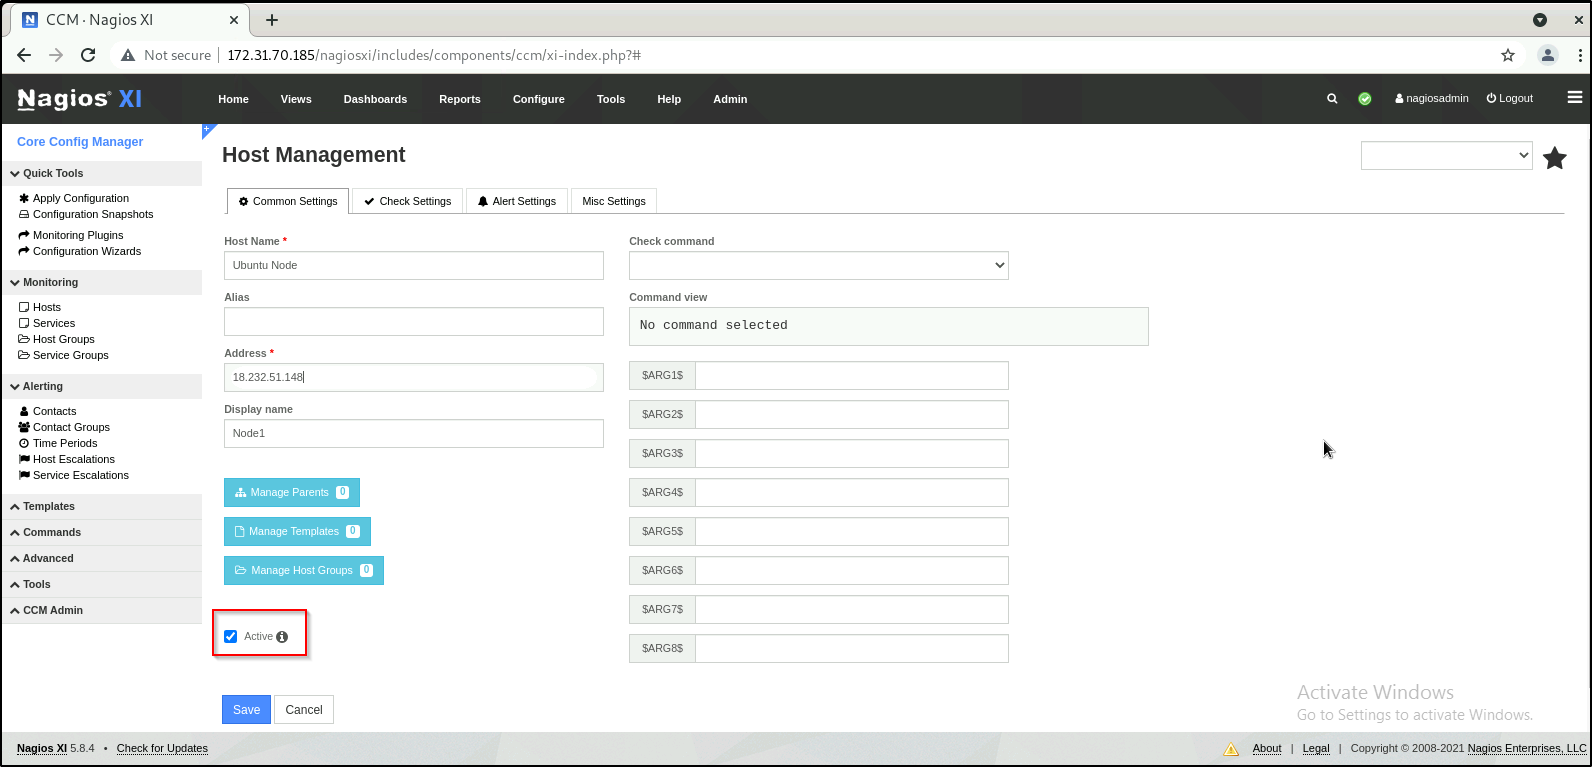 CCM · Nagios XI
Not secure 172.31.70.185/nagiosxi/includes/components/ccm/xi-index.php?#
Nagios® XI Home Views Dashboards Reports Configure Tools Help Admin nagiosadmin Logout
Core Config Manager
Quick Tools
Apply Configuration
Configuration Snapshots
Monitoring Plugins
Configuration Wizards
Monitoring
Hosts
Services
Host Groups
Service Groups
Alerting
Contacts
Contact Groups
Time Periods
Host Escalations
Service Escalations
Templates
Commands
Advanced
Tools
CCM Admin
Host Management
Common Settings Check Settings Alert Settings Misc Settings
Host Name *
Ubuntu Node
Alias
Address *
18.232.51.148
Display name
Node1
Manage Parents 0
Manage Templates 0
Manage Host Groups 0
Active
Save Cancel
Check command
Command view
No command selected
$ARG1$
$ARG2$
$ARG3$
$ARG4$
$ARG5$
$ARG6$
$ARG7$
$ARG8$
Activate Windows
Go to Settings to activate Windows.
Nagios XI 5.8.4 • Check for Updates About | Legal | Copyright © 2008-2021 Nagios Enterprises, LLC